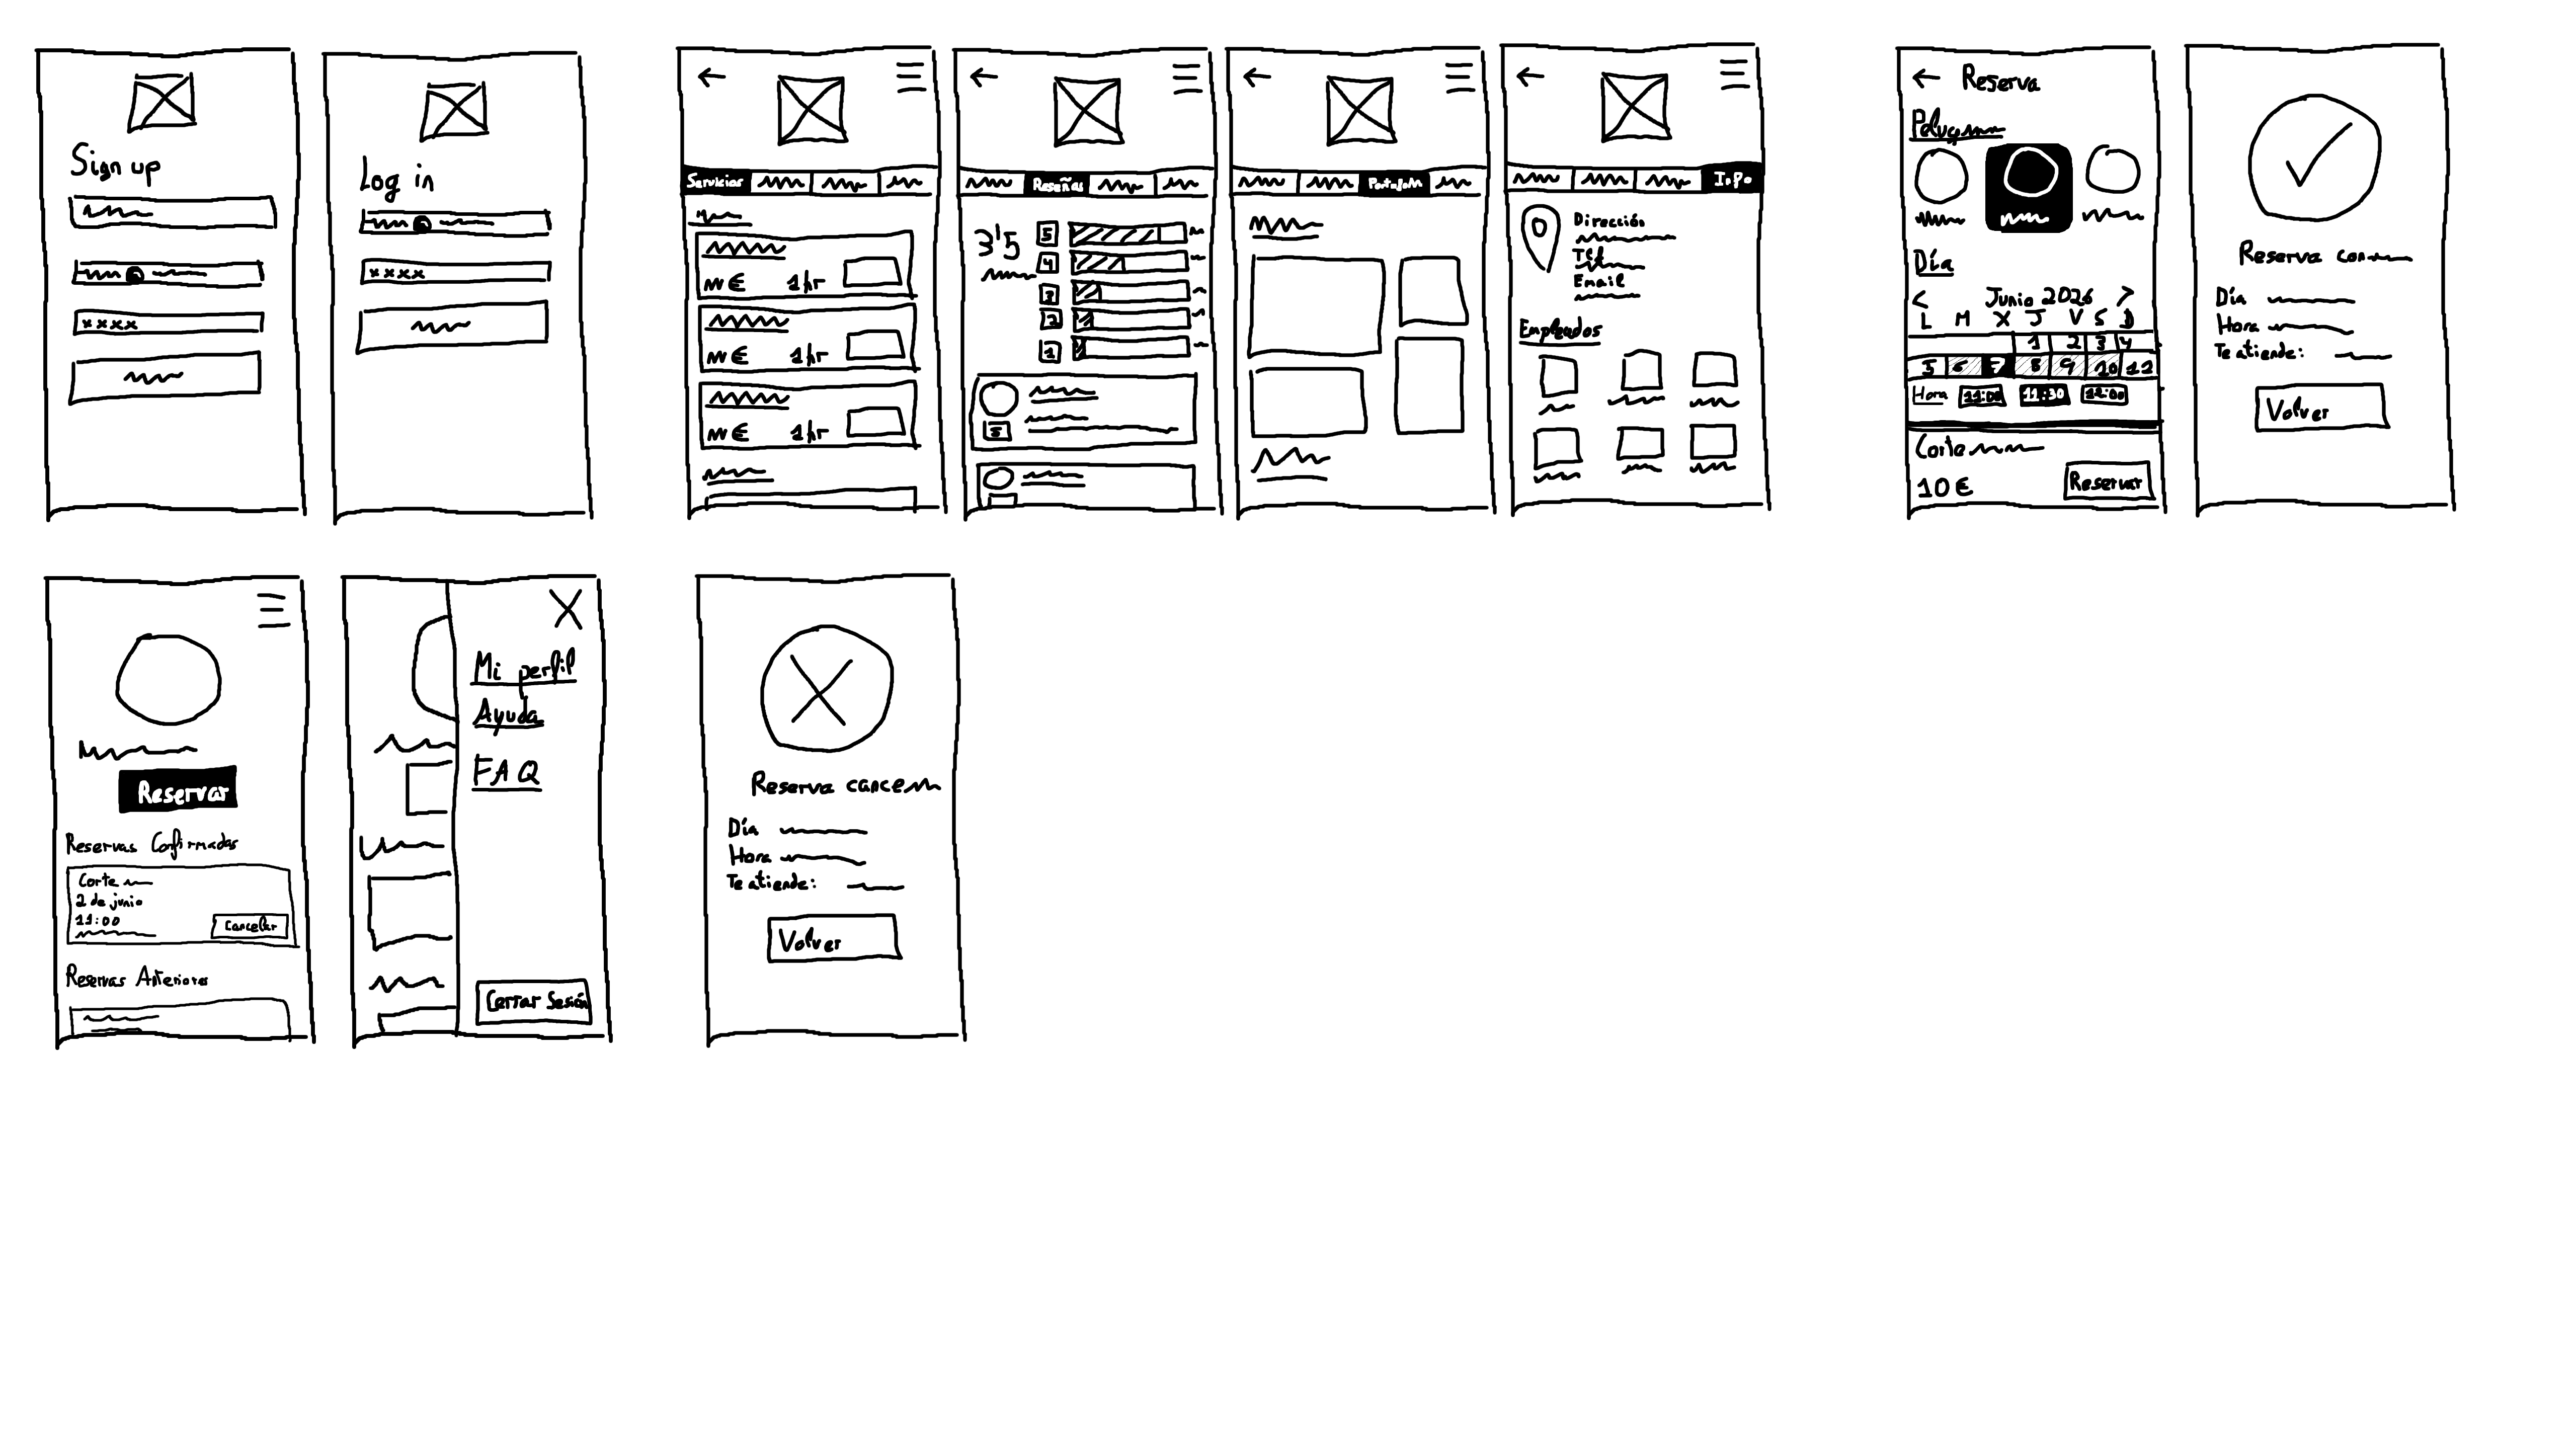 Sign up
xxxx
Log in
xxxx
Servicios
€ 1hr
€ 1hr
€ 1hr
Reseñas
3'5
5
4
3
2
1
5
Info
Dirección
Tlf
Email
Empleados
Reserva
Día
< Junio 2026 >
L M X J V S D
1 2 3 4
5 6 7 8 9 10 11
Hora 11:00 11:30 12:00
Corte
10€ Reservar
Reserva
Día
Hora
Te atiende:
Volver
Reservar
Reservas Confirmadas
Corte
2 de junio
11:00
Cancelar
Reservas Anteriores
X
Mi perfil
Ayuda
FAQ
Cerrar Sesión
Reserva
Día
Hora
Te atiende:
Volver